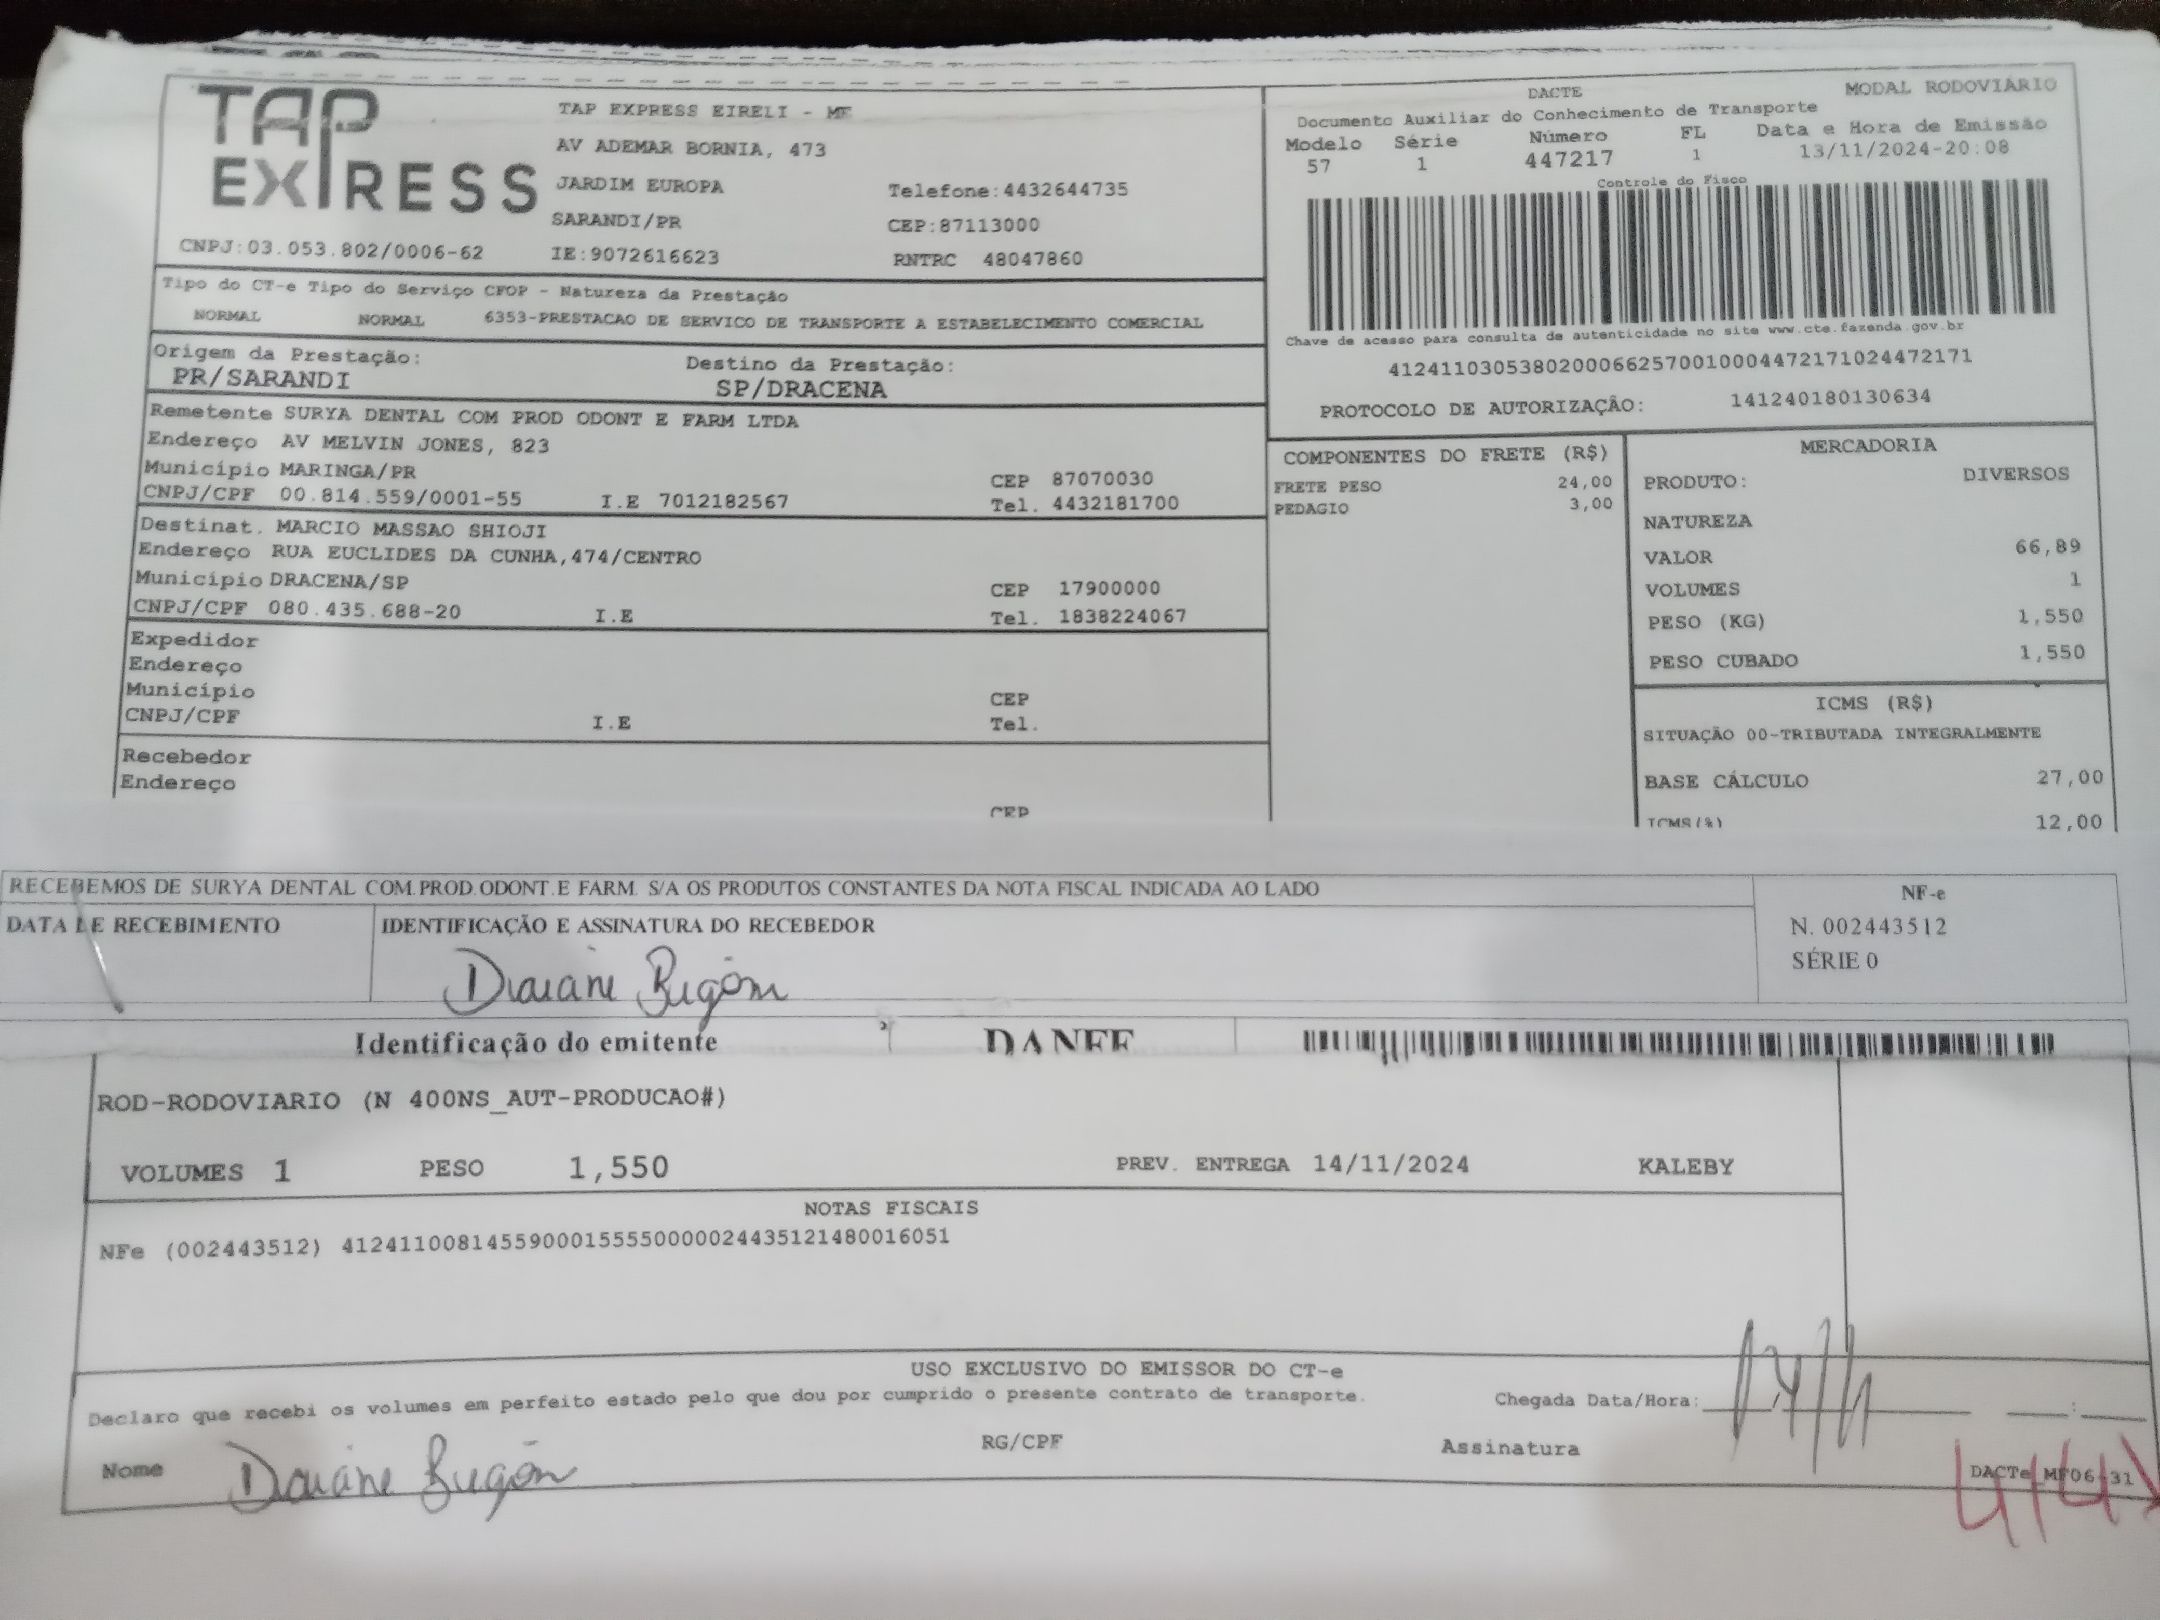 TAP
EXPRESS
TAP EXPRESS EIRELI - ME
AV ADEMAR BORNIA, 473
JARDIM EUROPA
Telefone:4432644735
SARANDI/PR
CEP:87113000
CNPJ:03.053.802/0006-62
IE:9072616623
RNTRC 48047860
DACTE
MODAL RODOVIÁRIO
Documento Auxiliar do Conhecimento de Transporte
Modelo Série Número FL Data e Hora de Emissão
57 1 447217 1 13/11/2024-20:08
Controle do Fisco
Chave de acesso para consulta de autenticidade no site www.cte.fazenda.gov.br
41241103053802000662570010004472171024472171
PROTOCOLO DE AUTORIZAÇÃO: 141240180130634
Tipo do CT-e Tipo do Serviço CFOP - Natureza da Prestação
NORMAL NORMAL 6353-PRESTACAO DE SERVICO DE TRANSPORTE A ESTABELECIMENTO COMERCIAL
Origem da Prestação: Destino da Prestação:
PR/SARANDI SP/DRACENA
Remetente SURYA DENTAL COM PROD ODONT E FARM LTDA
Endereço AV MELVIN JONES, 823
Município MARINGA/PR CEP 87070030
CNPJ/CPF 00.814.559/0001-55 I.E 7012182567 Tel. 4432181700
Destinat. MARCIO MASSAO SHIOJI
Endereço RUA EUCLIDES DA CUNHA,474/CENTRO
Município DRACENA/SP CEP 17900000
CNPJ/CPF 080.435.688-20 I.E Tel. 1838224067
Expedidor
Endereço
Município CEP
CNPJ/CPF I.E Tel.
Recebedor
Endereço
CEP
COMPONENTES DO FRETE (R$)
FRETE PESO 24,00
PEDAGIO 3,00
MERCADORIA
PRODUTO: DIVERSOS
NATUREZA
VALOR 66,89
VOLUMES 1
PESO (KG) 1,550
PESO CUBADO 1,550
ICMS (R$)
SITUAÇÃO 00-TRIBUTADA INTEGRALMENTE
BASE CÁLCULO 27,00
ICMS(%) 12,00
RECEBEMOS DE SURYA DENTAL COM.PROD.ODONT.E FARM. S/A OS PRODUTOS CONSTANTES DA NOTA FISCAL INDICADA AO LADO
NF-e
DATA DE RECEBIMENTO IDENTIFICAÇÃO E ASSINATURA DO RECEBEDOR
N. 002443512
SÉRIE 0
Daiane Bugoni
Identificação do emitente DANFE
ROD-RODOVIARIO (N 400NS_AUT-PRODUCAO#)
VOLUMES 1 PESO 1,550 PREV. ENTREGA 14/11/2024 KALEBY
NOTAS FISCAIS
NFe (002443512) 41241100814559000155550000024435121480016051
USO EXCLUSIVO DO EMISSOR DO CT-e
Declaro que recebi os volumes em perfeito estado pelo que dou por cumprido o presente contrato de transporte.
Chegada Data/Hora: 14/11 :
Nome Daiane Bugoni RG/CPF Assinatura
DACTe_MF06-31